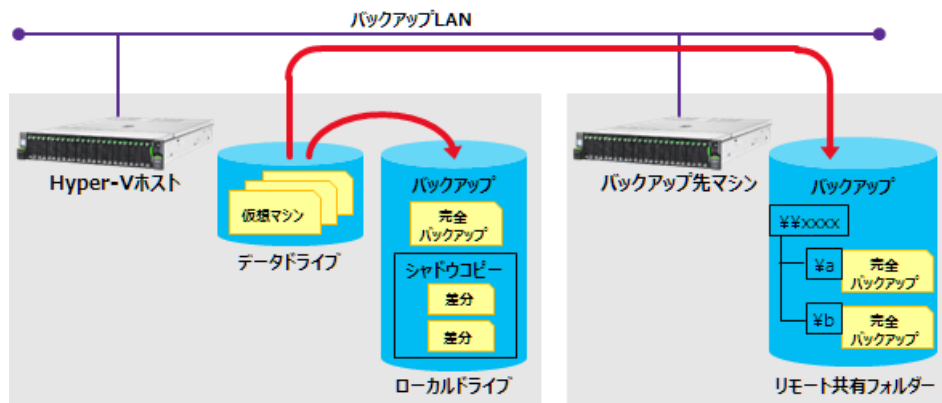 バックアップLAN
Hyper-Vホスト
仮想マシン
データドライブ
バックアップ
完全
バックアップ
シャドウコピー
差分
差分
ローカルドライブ
バックアップ先マシン
バックアップ
¥¥xxxx
¥a
完全
バックアップ
¥b
完全
バックアップ
リモート共有フォルダー